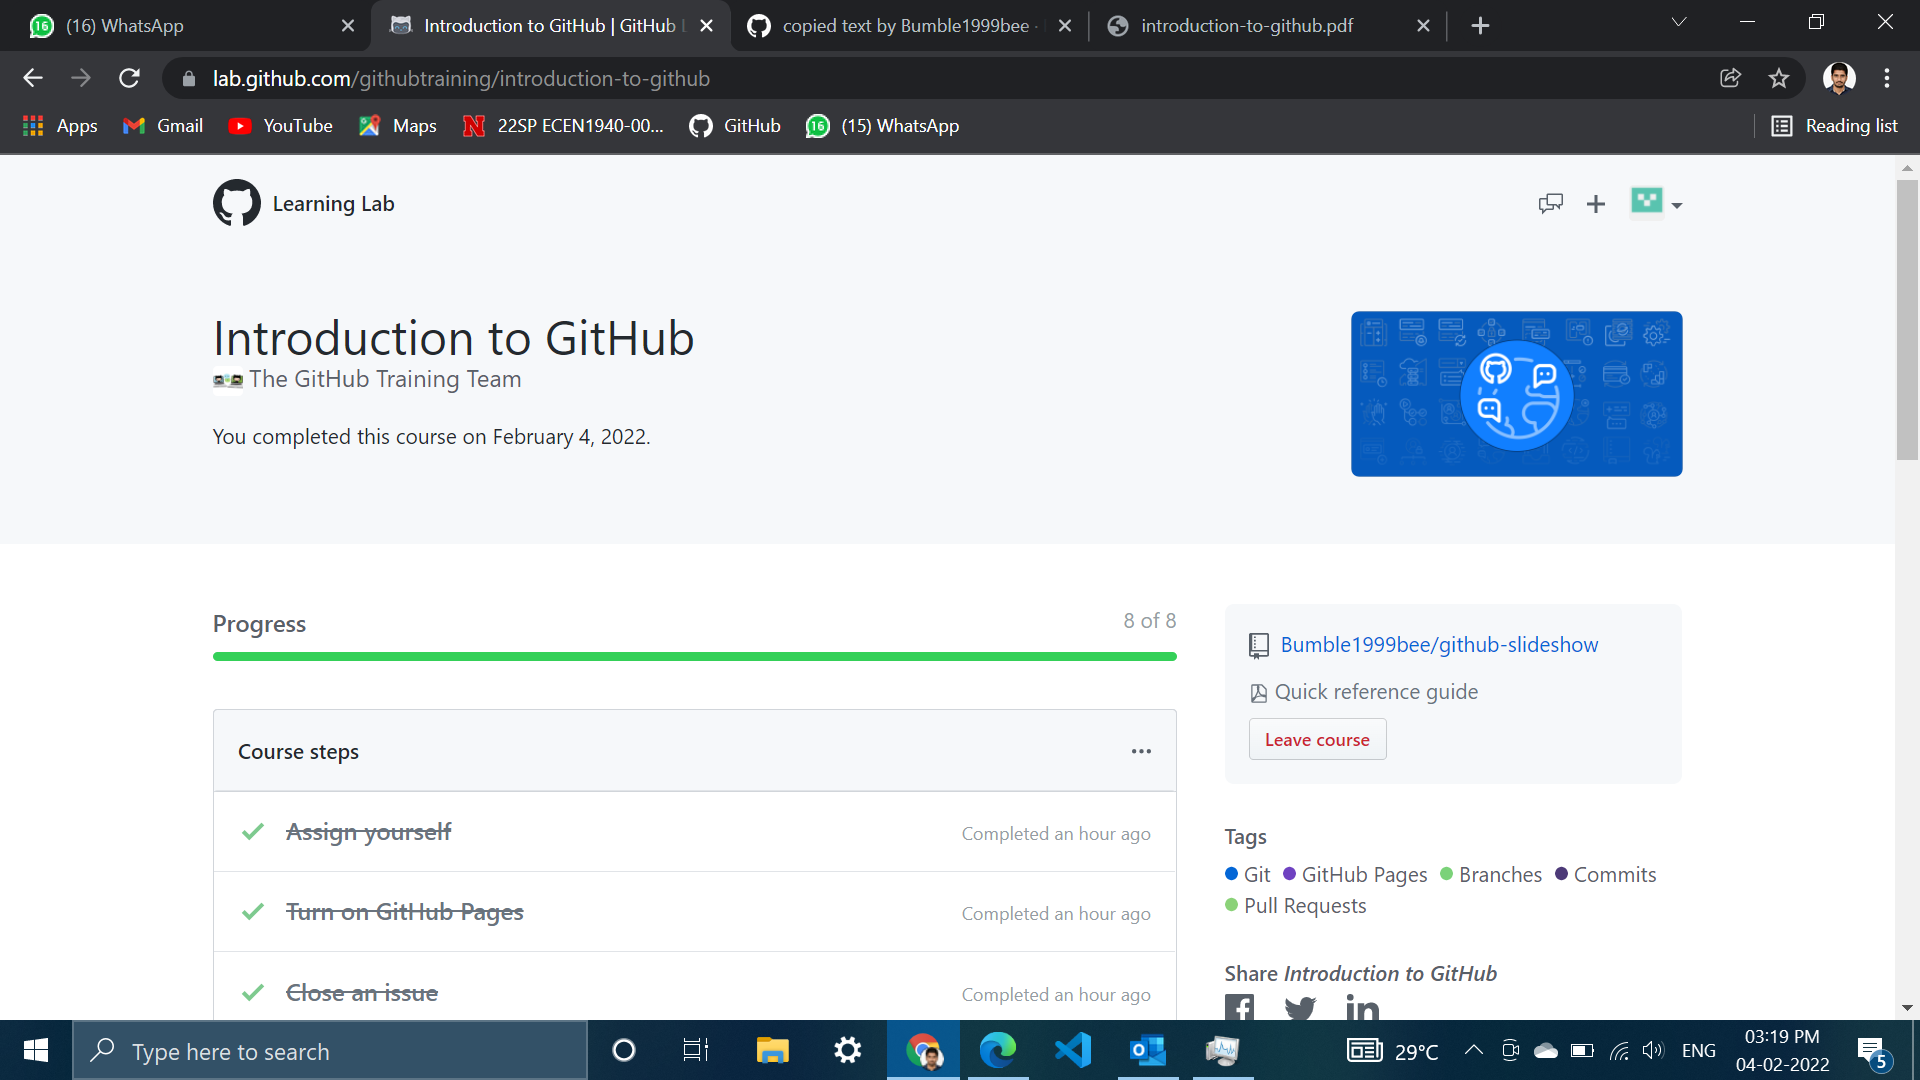 (16) WhatsApp
Introduction to GitHub | GitHub
copied text by Bumble1999bee ·
introduction-to-github.pdf
lab.github.com/githubtraining/introduction-to-github
Apps
Gmail
YouTube
Maps
22SP ECEN1940-00...
GitHub
16
(15) WhatsApp
Reading list
Learning Lab
Introduction to GitHub
The GitHub Training Team
You completed this course on February 4, 2022.
Progress
8 of 8
Bumble1999bee/github-slideshow
Quick reference guide
Leave course
Course steps
Assign yourself
Completed an hour ago
Turn on GitHub Pages
Completed an hour ago
Close an issue
Completed an hour ago
Tags
Git GitHub Pages Branches Commits
Pull Requests
Share Introduction to GitHub
Type here to search
29°C
ENG
03:19 PM
04-02-2022
5